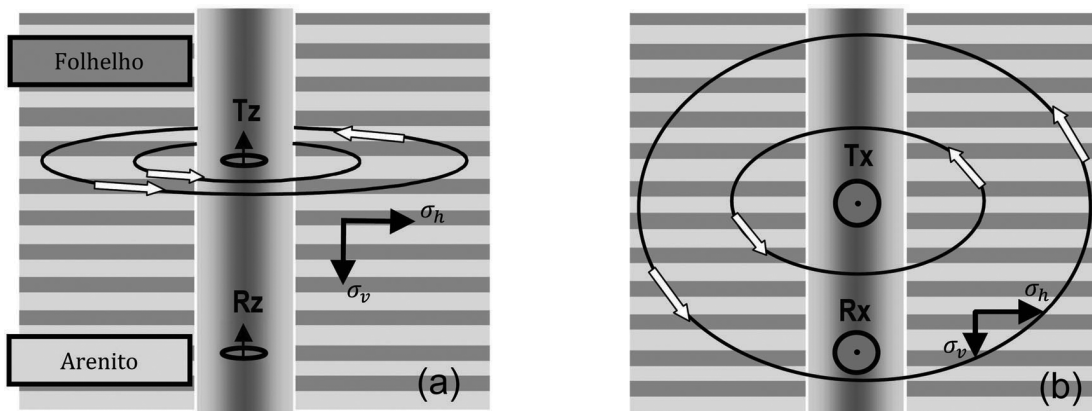 Folhelho
Tz
σh
σv
Rz
Arenito
(a)
Tx
Rx
σh
σv
(b)